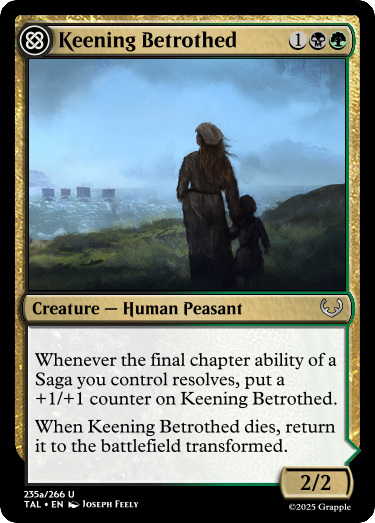 Keening Betrothed 1
Creature — Human Peasant
Whenever the final chapter ability of a
Saga you control resolves, put a
+1/+1 counter on Keening Betrothed.
When Keening Betrothed dies, return
it to the battlefield transformed.
2/2
235a/266 U
TAL • EN Joseph Feely
©2025 Grapple